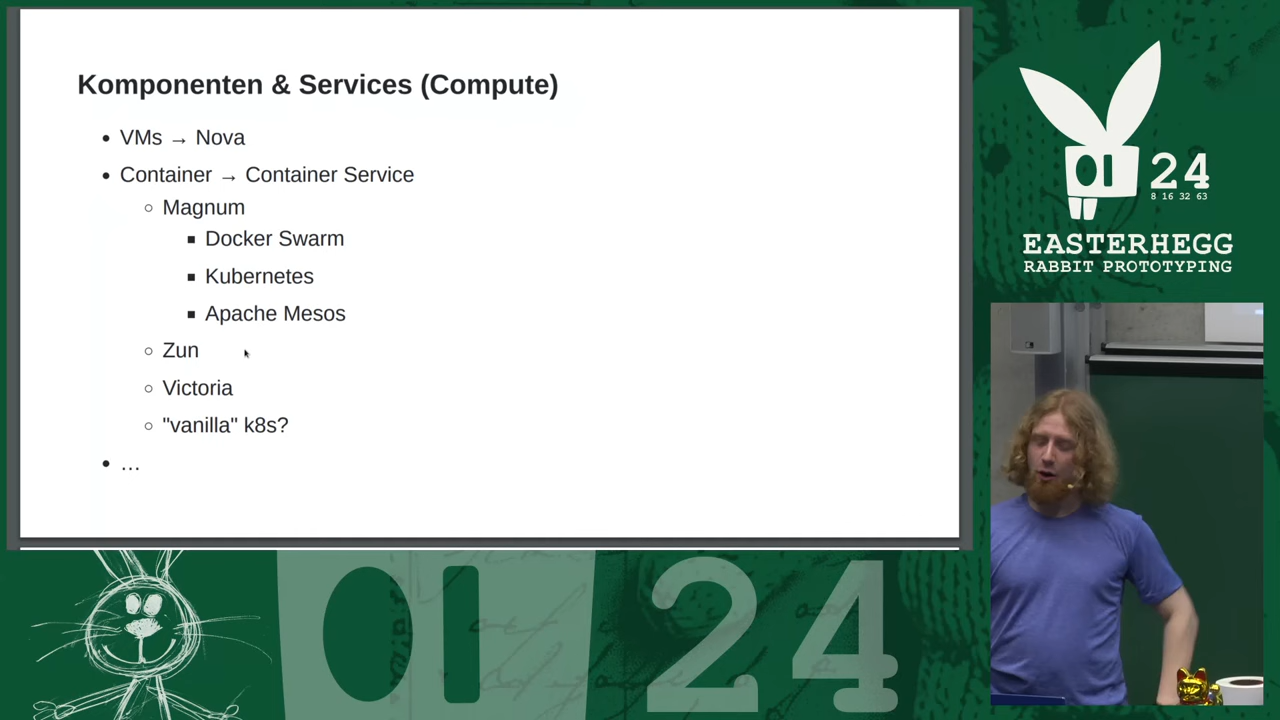 Komponenten & Services (Compute)
• VMs → Nova
• Container → Container Service
○ Magnum
▪ Docker Swarm
▪ Kubernetes
▪ Apache Mesos
○ Zun
○ Victoria
○ "vanilla" k8s?
• …
24
8 16 32 63
EASTERHEGG
RABBIT PROTOTYPING
24